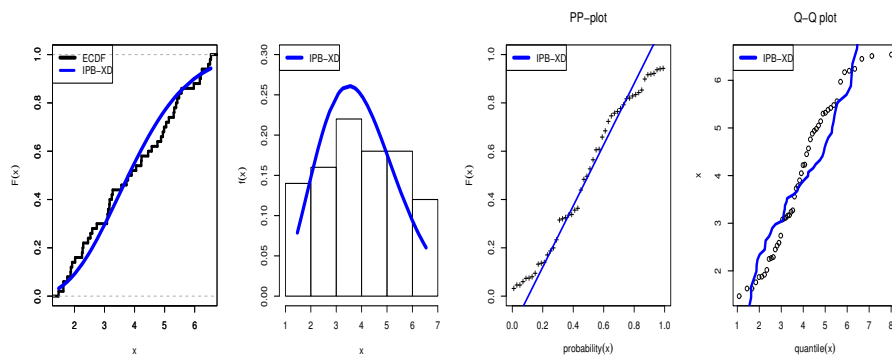 ECDF
IPB-XD
F(x)
0.0 0.2 0.4 0.6 0.8 1.0
2 3 4 5 6
x
IPB-XD
f(x)
0.00 0.05 0.10 0.15 0.20 0.25 0.30
1 2 3 4 5 6 7
x
PP-plot
IPB-XD
F(x)
0.0 0.2 0.4 0.6 0.8 1.0
0.0 0.2 0.4 0.6 0.8 1.0
probability(x)
Q-Q plot
IPB-XD
x
2 3 4 5 6
1 2 3 4 5 6 7 8
quantile(x)